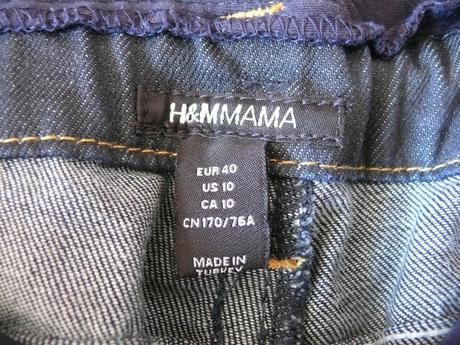 H&MMAMA
EUR 40
US 10
CA 10
CN 170/76A
MADE IN
TURKEY